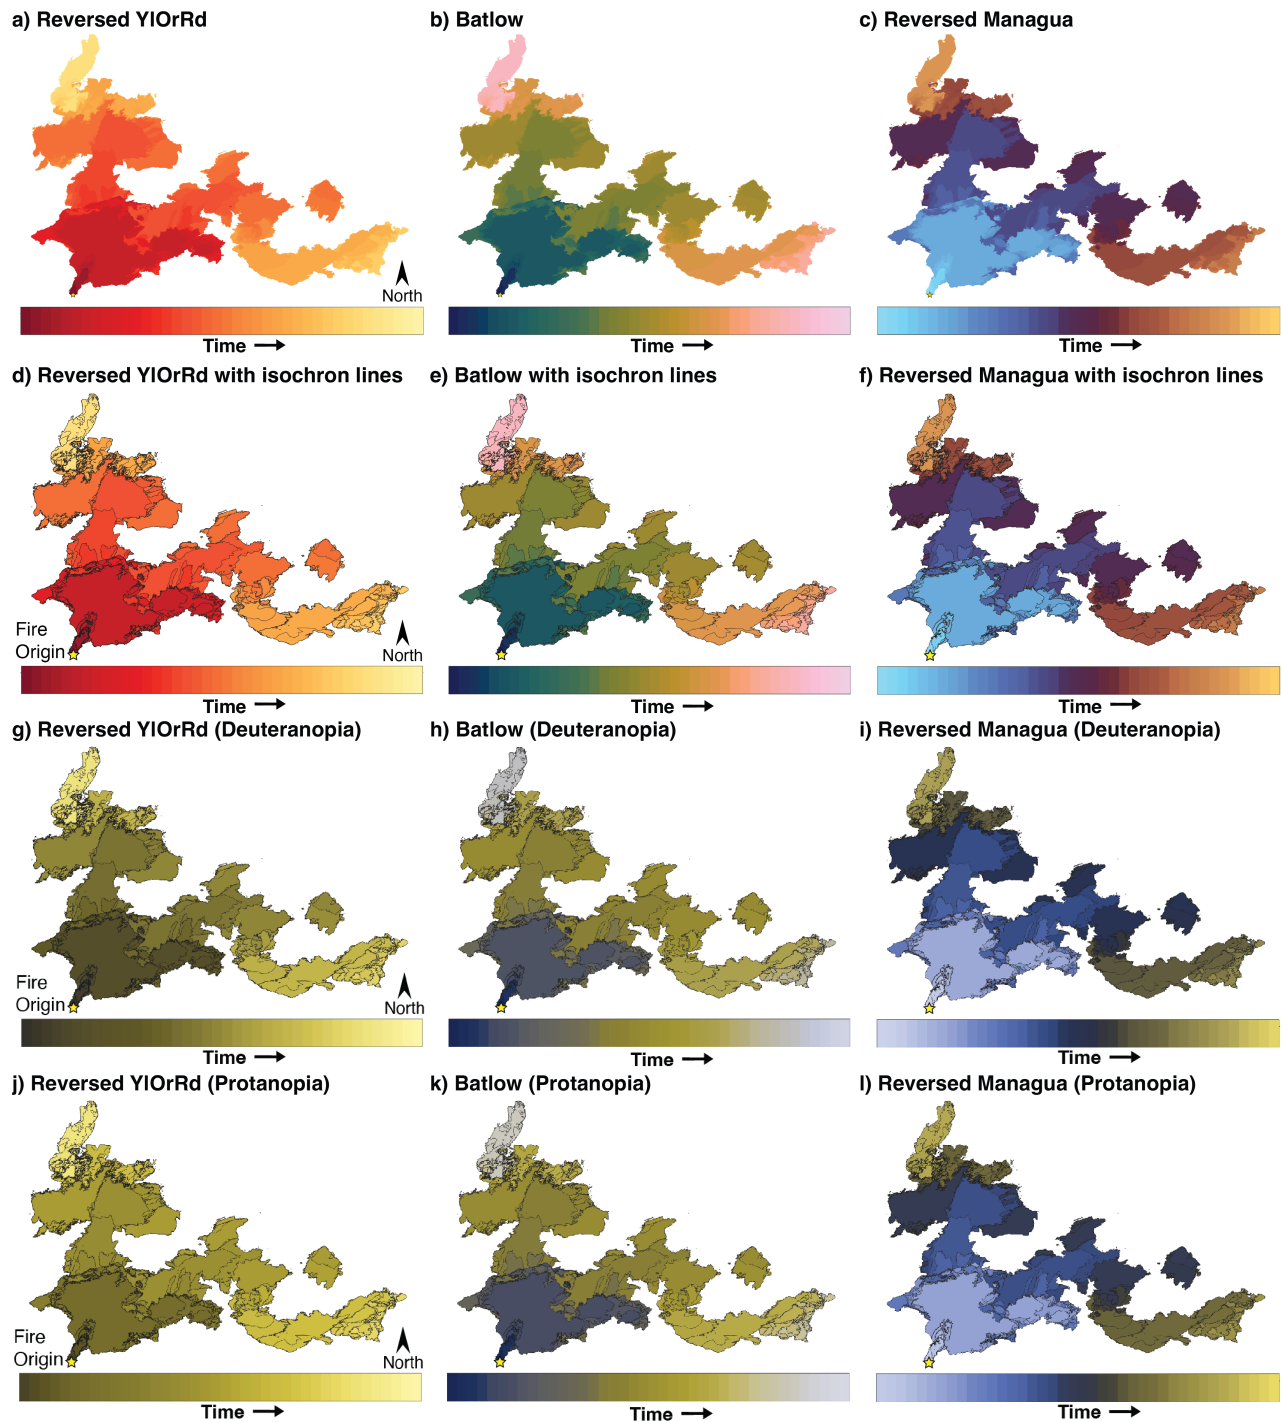 a) Reversed YlOrRd
b) Batlow
c) Reversed Managua
North
Time
Time
Time
d) Reversed YlOrRd with isochron lines
e) Batlow with isochron lines
f) Reversed Managua with isochron lines
Fire
Origin
North
Time
Time
Time
g) Reversed YlOrRd (Deuteranopia)
h) Batlow (Deuteranopia)
i) Reversed Managua (Deuteranopia)
Fire
Origin
North
Time
Time
Time
j) Reversed YlOrRd (Protanopia)
k) Batlow (Protanopia)
l) Reversed Managua (Protanopia)
Fire
Origin
North
Time
Time
Time